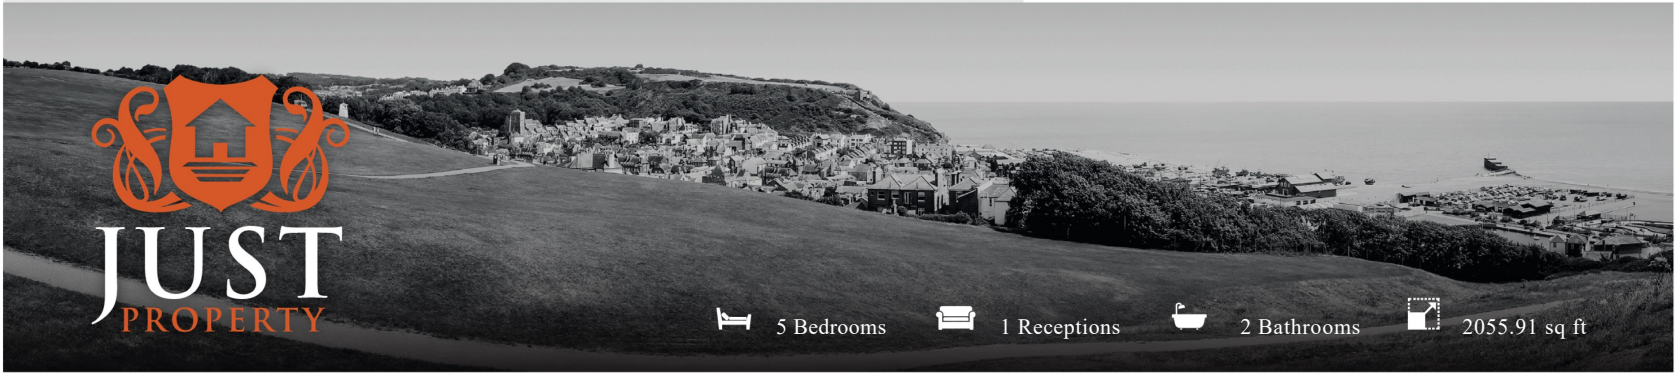 JUST
PROPERTY
5 Bedrooms
1 Receptions
2 Bathrooms
2055.91 sq ft